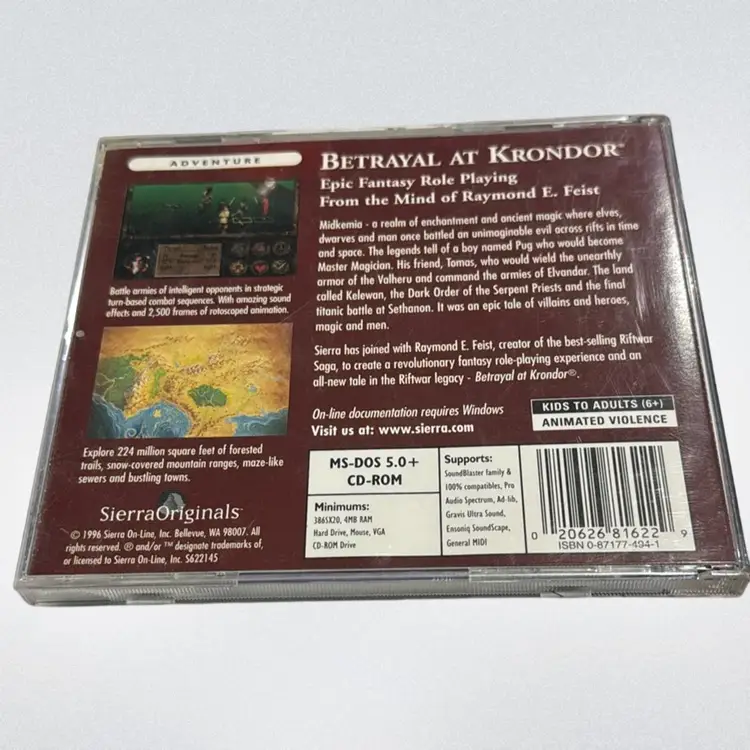 ADVENTURE
Battle armies of intelligent opponents in strategic
turn-based combat sequences. With amazing sound
effects and 2,500 frames of rotoscoped animation.
Explore 224 million square feet of forested
trails, snow-covered mountain ranges, maze-like
sewers and bustling towns.
SierraOriginals™
© 1996 Sierra On-Line, Inc. Bellevue, WA 98007. All
rights reserved. ® and/or ™ designate trademarks of,
or licensed to Sierra On-Line, Inc. S622145
BETRAYAL AT KRONDOR™
Epic Fantasy Role Playing
From the Mind of Raymond E. Feist
Midkemia - a realm of enchantment and ancient magic where elves,
dwarves and man once battled an unimaginable evil across rifts in time
and space. The legends tell of a boy named Pug who would become
Master Magician. His friend, Tomas, who would wield the unearthly
armor of the Valheru and command the armies of Elvandar. The land
called Kelewan, the Dark Order of the Serpent Priests and the final
titanic battle at Sethanon. It was an epic tale of villains and heroes,
magic and men.
Sierra has joined with Raymond E. Feist, creator of the best-selling Riftwar
Saga, to create a revolutionary fantasy role-playing experience and an
all-new tale in the Riftwar legacy - Betrayal at Krondor®.
On-line documentation requires Windows
Visit us at: www.sierra.com
KIDS TO ADULTS (6+)
ANIMATED VIOLENCE
MS-DOS 5.0+
CD-ROM
Minimums:
386SX20, 4MB RAM
Hard Drive, Mouse, VGA
CD-ROM Drive
Supports:
SoundBlaster family &
100% compatibles, Pro
Audio Spectrum, Ad-lib,
Gravis Ultra Sound,
Ensoniq SoundScape,
General MIDI
0 20626 81622 9
ISBN 0-87177-494-1